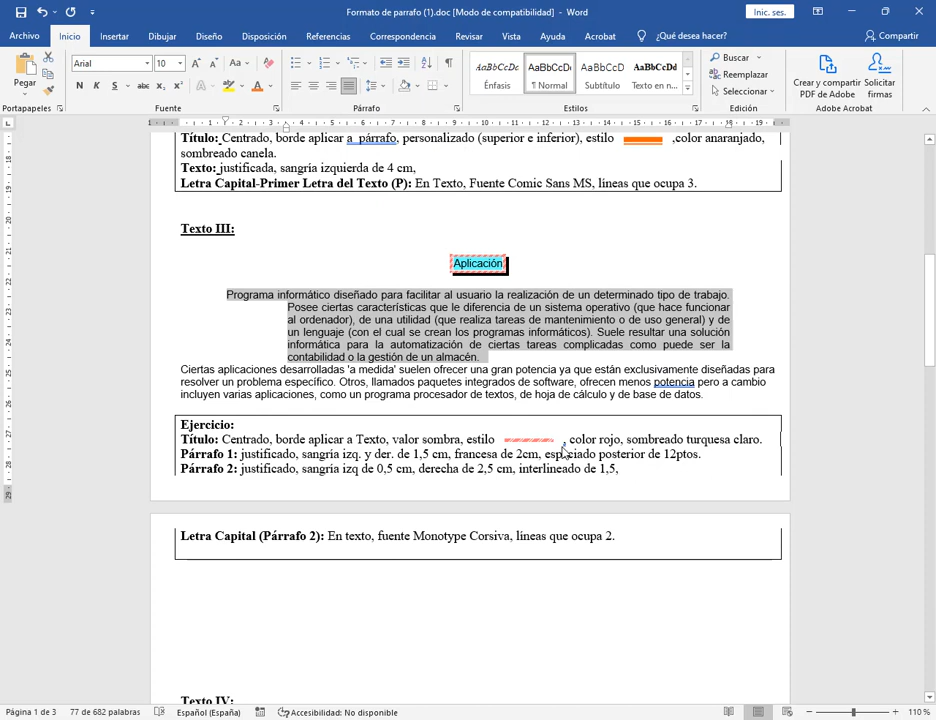 Formato de parrafo (1).doc [Modo de compatibilidad] - Word
Inic. ses.
Archivo Inicio Insertar Dibujar Diseño Disposición Referencias Correspondencia Revisar Vista Ayuda Acrobat ¿Qué desea hacer? Compartir
Pegar
Arial 10
N K S abc x₂ x²
AaBbCcDc AaBbCcDc AaBbCcDc AaBbCcDc
Énfasis ¶ Normal Subtítulo Texto en n...
Buscar
Reemplazar
Seleccionar
Crear y compartir PDF de Adobe
Solicitar firmas
Portapapeles Fuente Párrafo Estilos Edición Adobe Acrobat
Título: Centrado, borde aplicar a párrafo, personalizado (superior e inferior), estilo ,color anaranjado,
sombreado canela.
Texto: justificada, sangría izquierda de 4 cm,
Letra Capital-Primer Letra del Texto (P): En Texto, Fuente Comic Sans MS, líneas que ocupa 3.
Texto III:
Aplicación
Programa informático diseñado para facilitar al usuario la realización de un determinado tipo de trabajo.
Posee ciertas características que le diferencia de un sistema operativo (que hace funcionar
al ordenador), de una utilidad (que realiza tareas de mantenimiento o de uso general) y de
un lenguaje (con el cual se crean los programas informáticos). Suele resultar una solución
informática para la automatización de ciertas tareas complicadas como puede ser la
contabilidad o la gestión de un almacén.
Ciertas aplicaciones desarrolladas 'a medida' suelen ofrecer una gran potencia ya que están exclusivamente diseñadas para
resolver un problema específico. Otros, llamados paquetes integrados de software, ofrecen menos potencia pero a cambio
incluyen varias aplicaciones, como un programa procesador de textos, de hoja de cálculo y de base de datos.
Ejercicio:
Título: Centrado, borde aplicar a Texto, valor sombra, estilo , color rojo, sombreado turquesa claro.
Párrafo 1: justificado, sangría izq. y der. de 1,5 cm, francesa de 2cm, espaciado posterior de 12ptos.
Párrafo 2: justificado, sangría izq de 0,5 cm, derecha de 2,5 cm, interlineado de 1,5,
Letra Capital (Párrafo 2): En texto, fuente Monotype Corsiva, líneas que ocupa 2.
Texto IV:
Página 1 de 3 77 de 682 palabras Español (España) Accesibilidad: No disponible 110 %